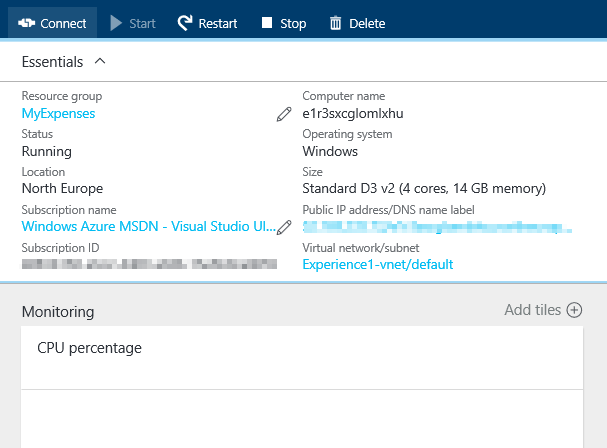 Connect Start Restart Stop Delete
Essentials
Resource group Computer name
MyExpenses e1r3sxcglomlxhu
Status Operating system
Running Windows
Location Size
North Europe Standard D3 v2 (4 cores, 14 GB memory)
Subscription name Public IP address/DNS name label
Windows Azure MSDN - Visual Studio Ul...
Subscription ID Virtual network/subnet
Experience1-vnet/default
Monitoring Add tiles
CPU percentage